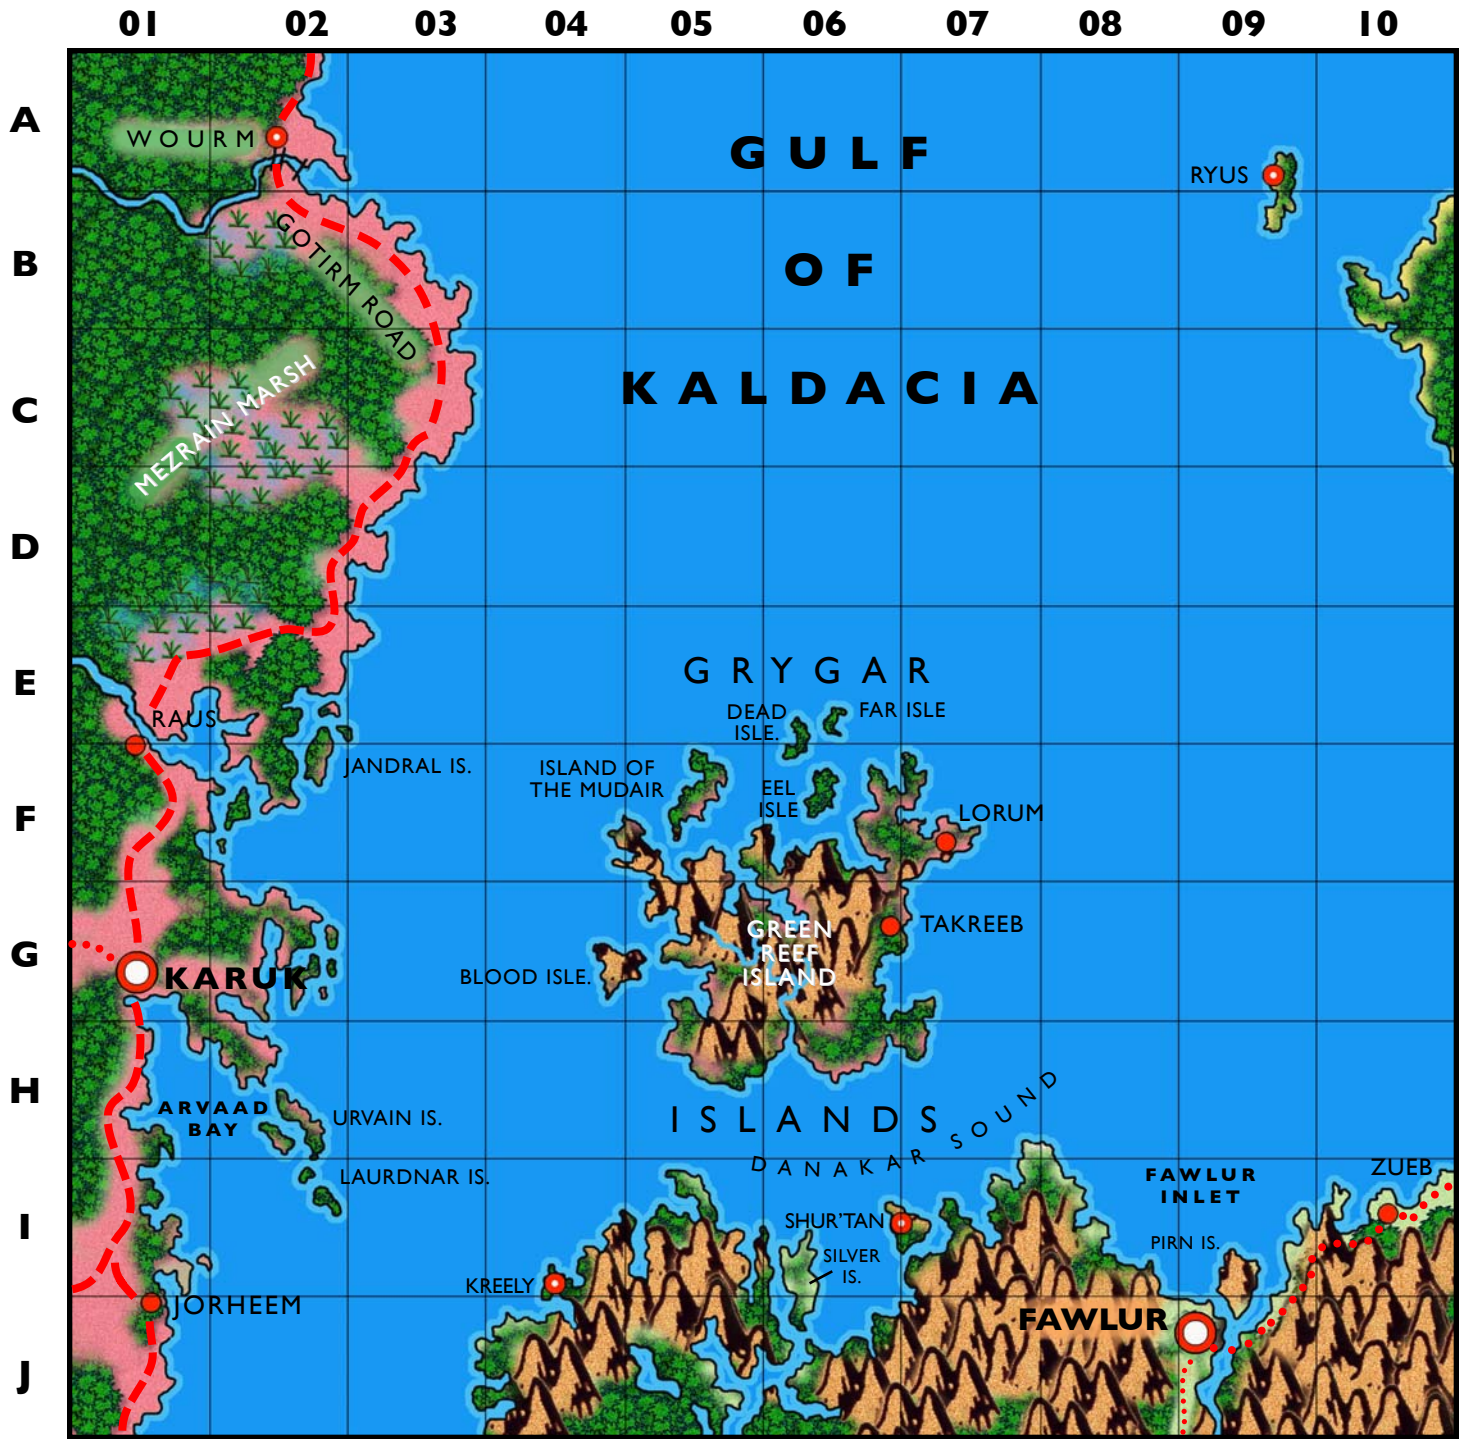 01 02 03 04 05 06 07 08 09 10
A
WOURM
GULF
RYUS
B
GOTIRM ROAD
OF
C
MEZRAIN MARSH
KALDACIA
D
E
GRYGAR
DEAD
ISLE.
FAR ISLE
RAUS
JANDRAL IS.
ISLAND OF
THE MUDAIR
EEL
ISLE
F
LORUM
G
KARUK
BLOOD ISLE.
GREEN
REEF
ISLAND
TAKREEB
H
ARVAAD
BAY
URVAIN IS.
ISLANDS
DANAKAR SOUND
LAURDNAR IS.
FAWLUR
INLET
ZUEB
I
SHUR'TAN
PIRN IS.
SILVER
IS.
KREELY
JORHEEM
FAWLUR
J